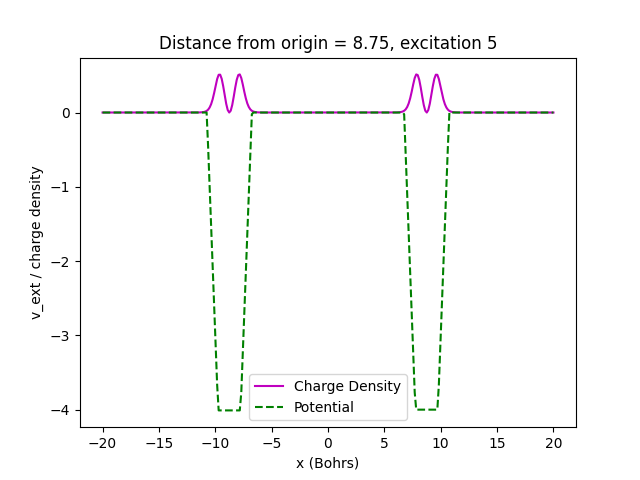 Distance from origin = 8.75, excitation 5
v_ext / charge density
0
−1
−2
−3
−4
Charge Density
Potential
−20 −15 −10 −5 0 5 10 15 20
x (Bohrs)